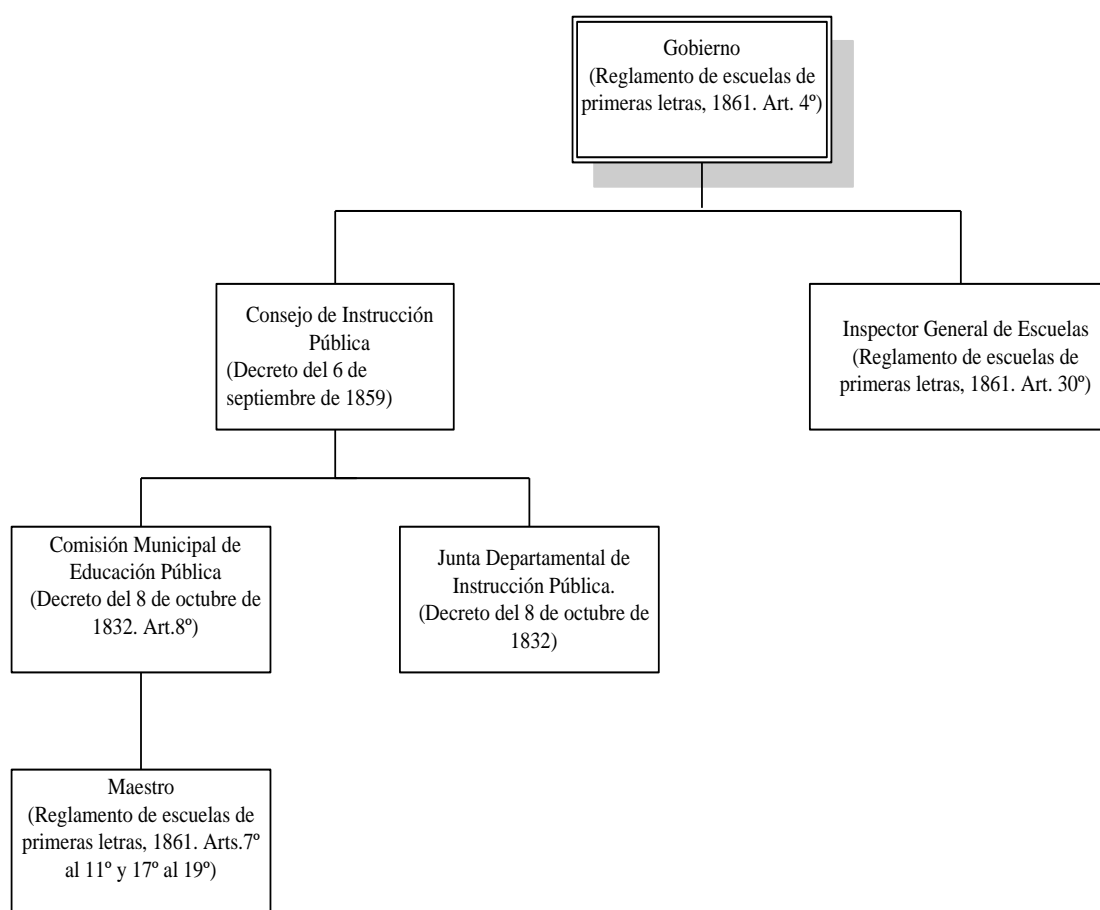 Gobierno
(Reglamento de escuelas de
primeras letras, 1861. Art. 4º)
Consejo de Instrucción
Pública
(Decreto del 6 de
septiembre de 1859)
Inspector General de Escuelas
(Reglamento de escuelas de
primeras letras, 1861. Art. 30º)
Comisión Municipal de
Educación Pública
(Decreto del 8 de octubre de
1832. Art.8º)
Junta Departamental de
Instrucción Pública.
(Decreto del 8 de octubre de
1832)
Maestro
(Reglamento de escuelas de
primeras letras, 1861. Arts.7º
al 11º y 17º al 19º)